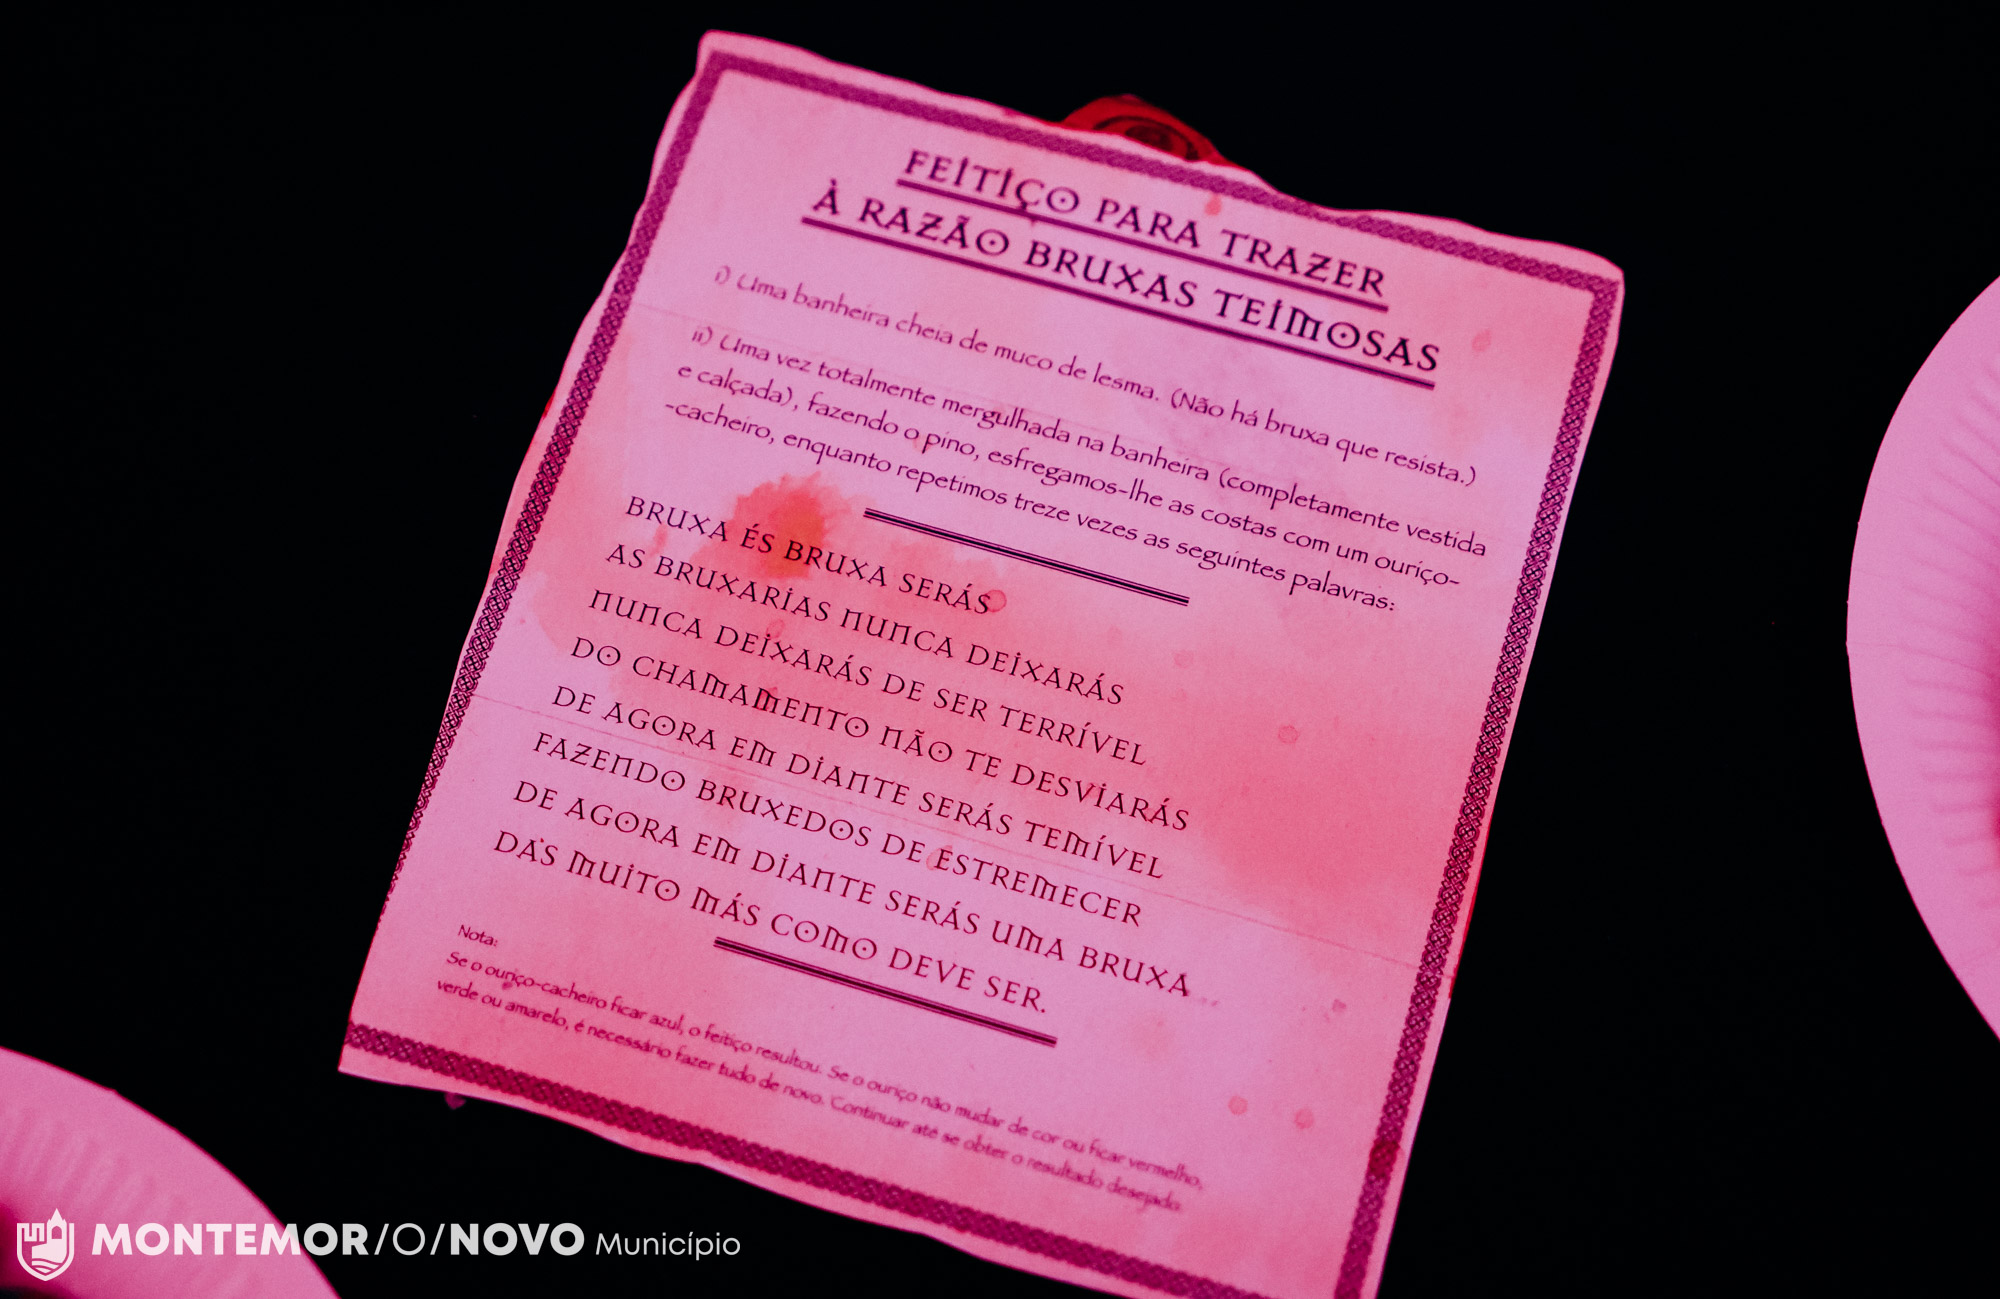 FEITIÇO PARA TRAZER
À RAZÃO BRUXAS TEIMOSAS
i) Uma banheira cheia de muco de lesma. (Não há bruxa que resista.)
ii) Uma vez totalmente mergulhada na banheira (completamente vestida
e calçada), fazendo o pino, esfregamos-lhe as costas com um ouriço-
-cacheiro, enquanto repetimos treze vezes as seguintes palavras:
BRUXA ÉS BRUXA SERÁS
AS BRUXARIAS NUNCA DEIXARÁS
NUNCA DEIXARÁS DE SER TERRÍVEL
DO CHAMAMENTO NÃO TE DESVIARÁS
DE AGORA EM DIANTE SERÁS TEMÍVEL
FAZENDO BRUXEDOS DE ESTREMECER
DE AGORA EM DIANTE SERÁS UMA BRUXA
DAS MUITO MÁS COMO DEVE SER.
Nota:
Se o ouriço-cacheiro ficar azul, o feitiço resultou. Se o ouriço não mudar de cor ou ficar vermelho,
verde ou amarelo, é necessário fazer tudo de novo. Continuar até se obter o resultado desejado.
MONTEMOR/O/NOVO Município